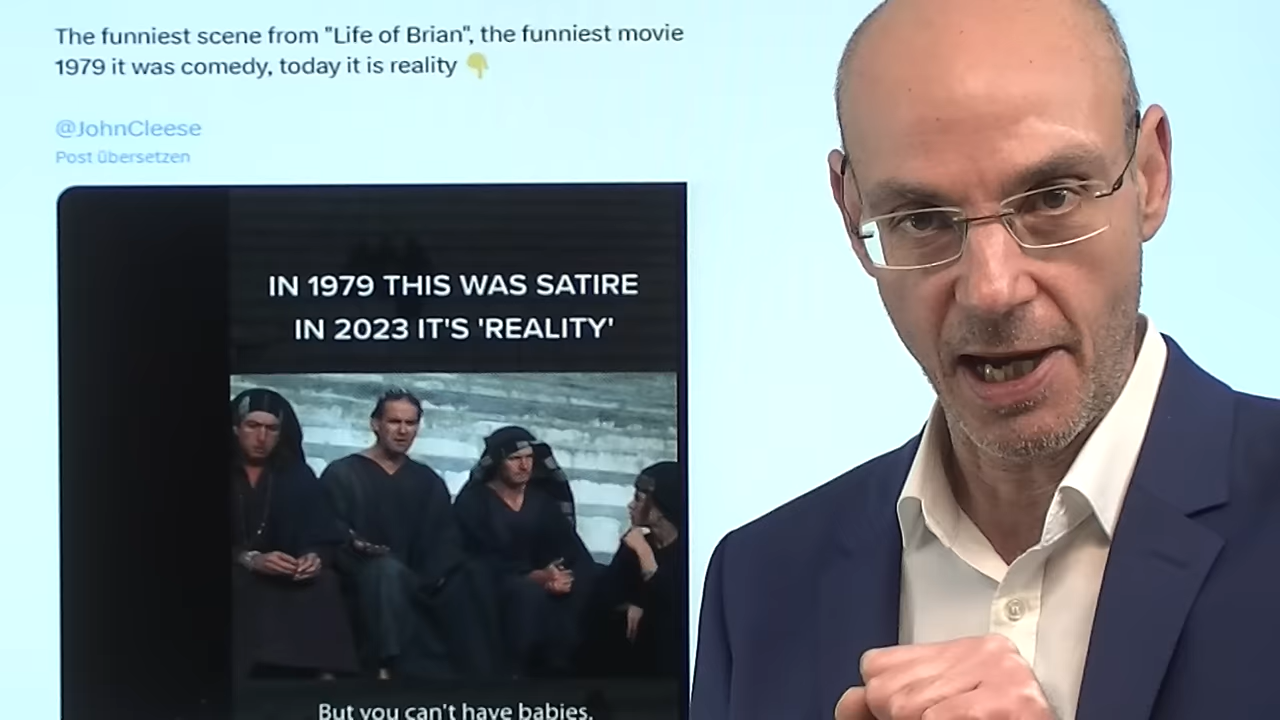 The funniest scene from "Life of Brian", the funniest movie
1979 it was comedy, today it is reality 👇
@JohnCleese
Post übersetzen
IN 1979 THIS WAS SATIRE
IN 2023 IT'S 'REALITY'
But you can't have babies.